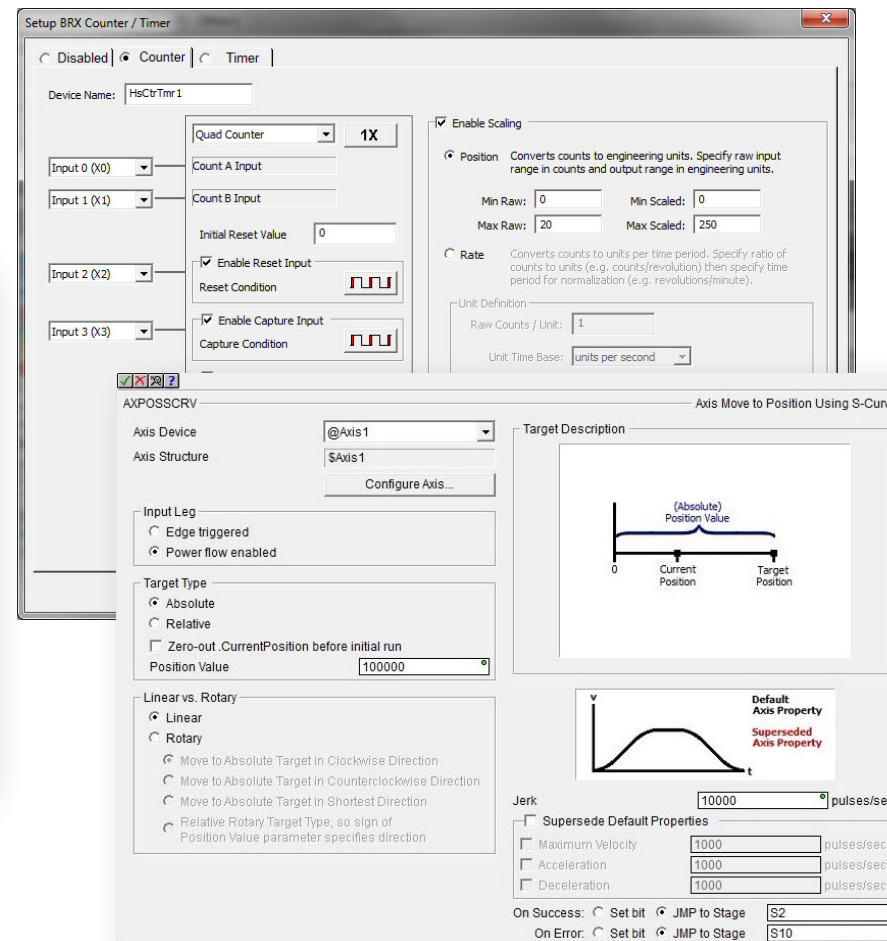 Setup BRX Counter / Timer
Disabled Counter Timer
Device Name: HsCtrTmr1
Quad Counter 1X
Input 0 (X0) Count A Input
Input 1 (X1) Count B Input
Initial Reset Value 0
Enable Reset Input
Input 2 (X2) Reset Condition
Enable Capture Input
Input 3 (X3) Capture Condition
Enable Scaling
Position Converts counts to engineering units. Specify raw input
range in counts and output range in engineering units.
Min Raw: 0 Min Scaled: 0
Max Raw: 20 Max Scaled: 250
Rate Converts counts to units per time period. Specify ratio of
counts to units (e.g. counts/revolution) then specify time
period for normalization (e.g. revolutions/minute).
Unit Definition
Raw Counts / Unit: 1
Unit Time Base: units per second
AXPOSSCRV Axis Move to Position Using S-Curv
Axis Device @Axis1
Axis Structure $Axis1
Configure Axis...
Input Leg
Edge triggered
Power flow enabled
Target Type
Absolute
Relative
Zero-out .CurrentPosition before initial run
Position Value 100000
Linear vs. Rotary
Linear
Rotary
Move to Absolute Target in Clockwise Direction
Move to Absolute Target in Counterclockwise Direction
Move to Absolute Target in Shortest Direction
Relative Rotary Target Type, so sign of
Position Value parameter specifies direction
Target Description
(Absolute)
Position Value
0 Current Target
Position Position
v Default
Axis Property
Superseded
Axis Property
t
Jerk 10000 pulses/se
Supersede Default Properties
Maximum Velocity 1000 pulses/sec
Acceleration 1000 pulses/sec
Deceleration 1000 pulses/sec
On Success: Set bit JMP to Stage S2
On Error: Set bit JMP to Stage S10